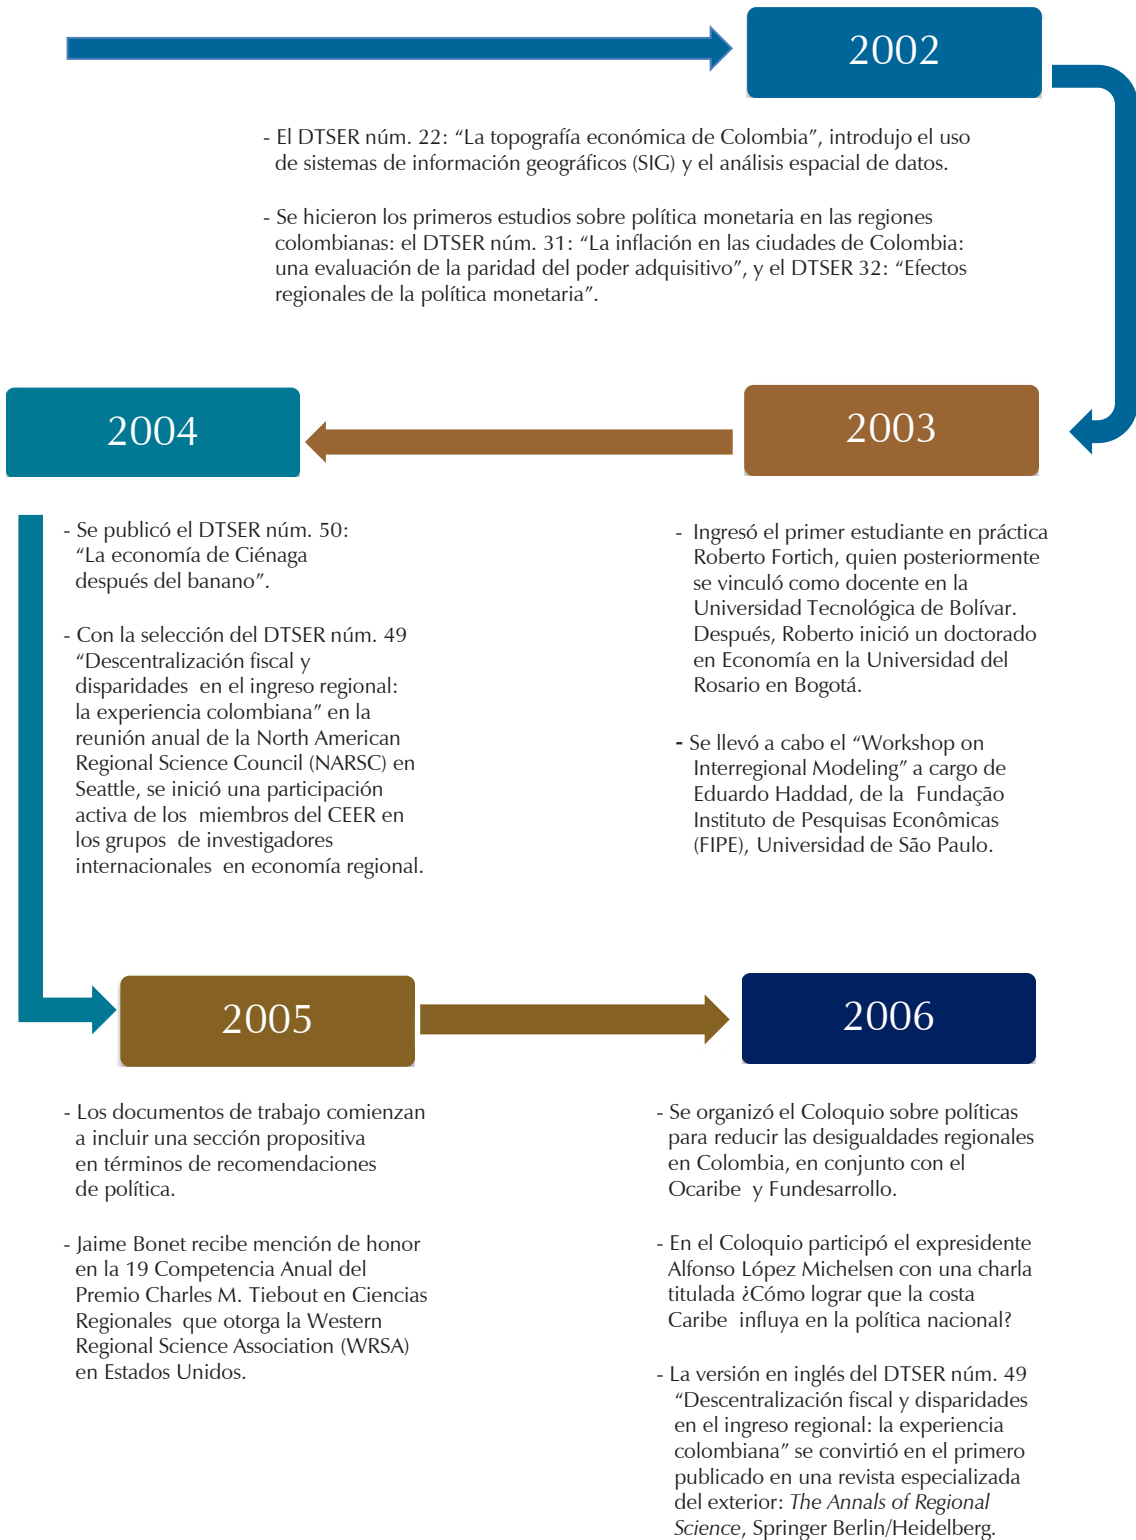 2002
- El DTSER núm. 22: “La topografía económica de Colombia”, introdujo el uso
de sistemas de información geográficos (SIG) y el análisis espacial de datos.
- Se hicieron los primeros estudios sobre política monetaria en las regiones
colombianas: el DTSER núm. 31: “La inflación en las ciudades de Colombia:
una evaluación de la paridad del poder adquisitivo”, y el DTSER 32: “Efectos
regionales de la política monetaria”.
2003
- Ingresó el primer estudiante en práctica
Roberto Fortich, quien posteriormente
se vinculó como docente en la
Universidad Tecnológica de Bolívar.
Después, Roberto inició un doctorado
en Economía en la Universidad del
Rosario en Bogotá.
- Se llevó a cabo el “Workshop on
Interregional Modeling” a cargo de
Eduardo Haddad, de la Fundação
Instituto de Pesquisas Econômicas
(FIPE), Universidad de São Paulo.
2004
- Se publicó el DTSER núm. 50:
“La economía de Ciénaga
después del banano”.
- Con la selección del DTSER núm. 49
“Descentralización fiscal y
disparidades en el ingreso regional:
la experiencia colombiana” en la
reunión anual de la North American
Regional Science Council (NARSC) en
Seattle, se inició una participación
activa de los miembros del CEER en
los grupos de investigadores
internacionales en economía regional.
2005
- Los documentos de trabajo comienzan
a incluir una sección propositiva
en términos de recomendaciones
de política.
- Jaime Bonet recibe mención de honor
en la 19 Competencia Anual del
Premio Charles M. Tiebout en Ciencias
Regionales que otorga la Western
Regional Science Association (WRSA)
en Estados Unidos.
2006
- Se organizó el Coloquio sobre políticas
para reducir las desigualdades regionales
en Colombia, en conjunto con el
Ocaribe y Fundesarrollo.
- En el Coloquio participó el expresidente
Alfonso López Michelsen con una charla
titulada ¿Cómo lograr que la costa
Caribe influya en la política nacional?
- La versión en inglés del DTSER núm. 49
“Descentralización fiscal y disparidades
en el ingreso regional: la experiencia
colombiana” se convirtió en el primero
publicado en una revista especializada
del exterior: The Annals of Regional
Science, Springer Berlin/Heidelberg.